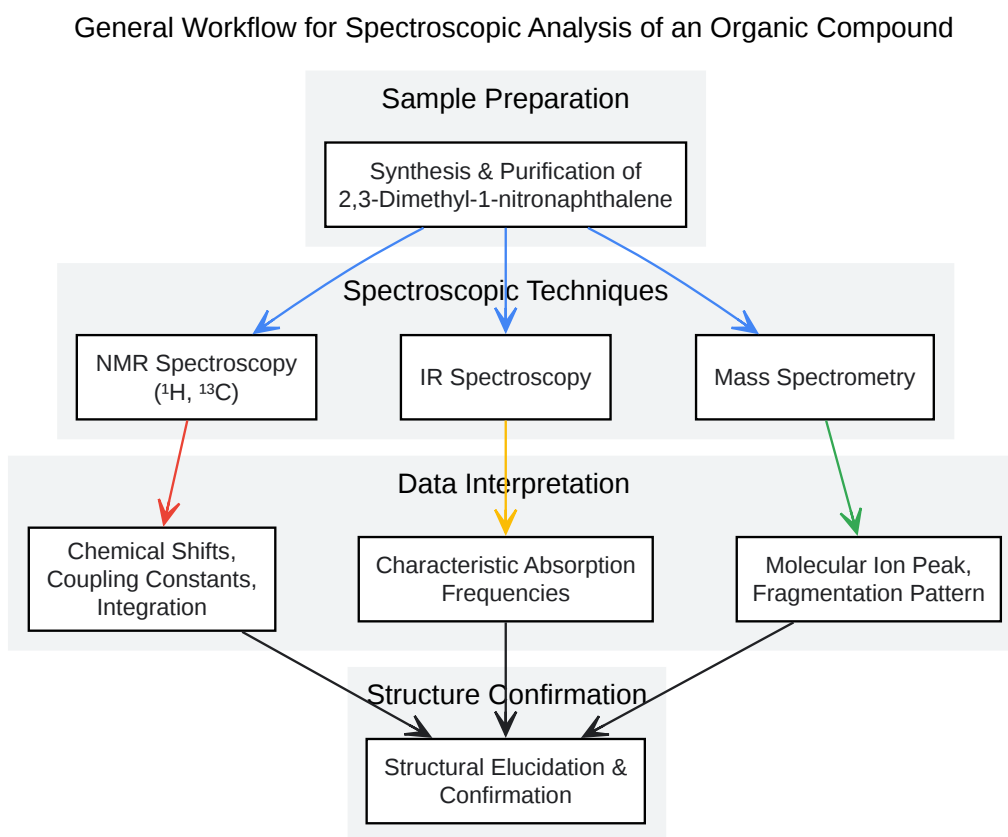 General Workflow for Spectroscopic Analysis of an Organic Compound
Sample Preparation
Synthesis & Purification of
2,3-Dimethyl-1-nitronaphthalene
Spectroscopic Techniques
NMR Spectroscopy
(¹H, ¹³C)
IR Spectroscopy
Mass Spectrometry
Data Interpretation
Chemical Shifts,
Coupling Constants,
Integration
Characteristic Absorption
Frequencies
Molecular Ion Peak,
Fragmentation Pattern
Structure Confirmation
Structural Elucidation &
Confirmation